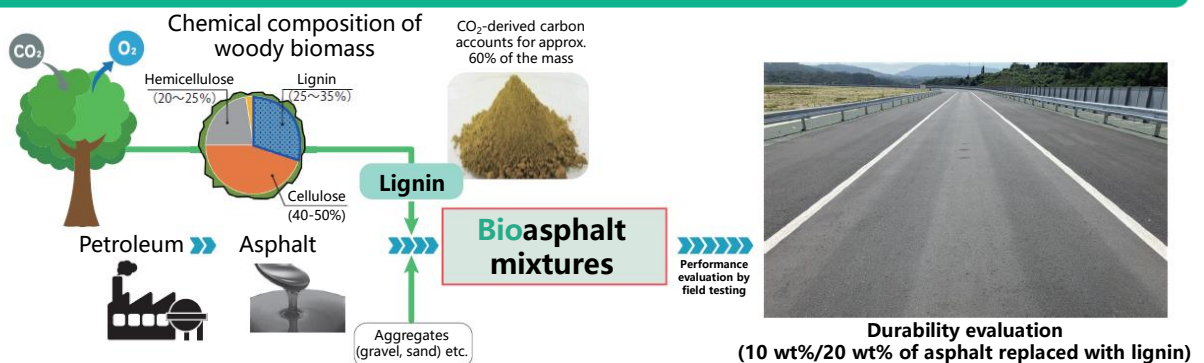 Chemical composition of
woody biomass
CO₂
O₂
Hemicellulose
(20～25%)
Lignin
(25～35%)
Cellulose
(40-50%)
CO₂-derived carbon
accounts for approx.
60% of the mass
Lignin
Petroleum
Asphalt
Bioasphalt
mixtures
Aggregates
(gravel, sand) etc.
Performance
evaluation by
field testing
Durability evaluation
(10 wt%/20 wt% of asphalt replaced with lignin)